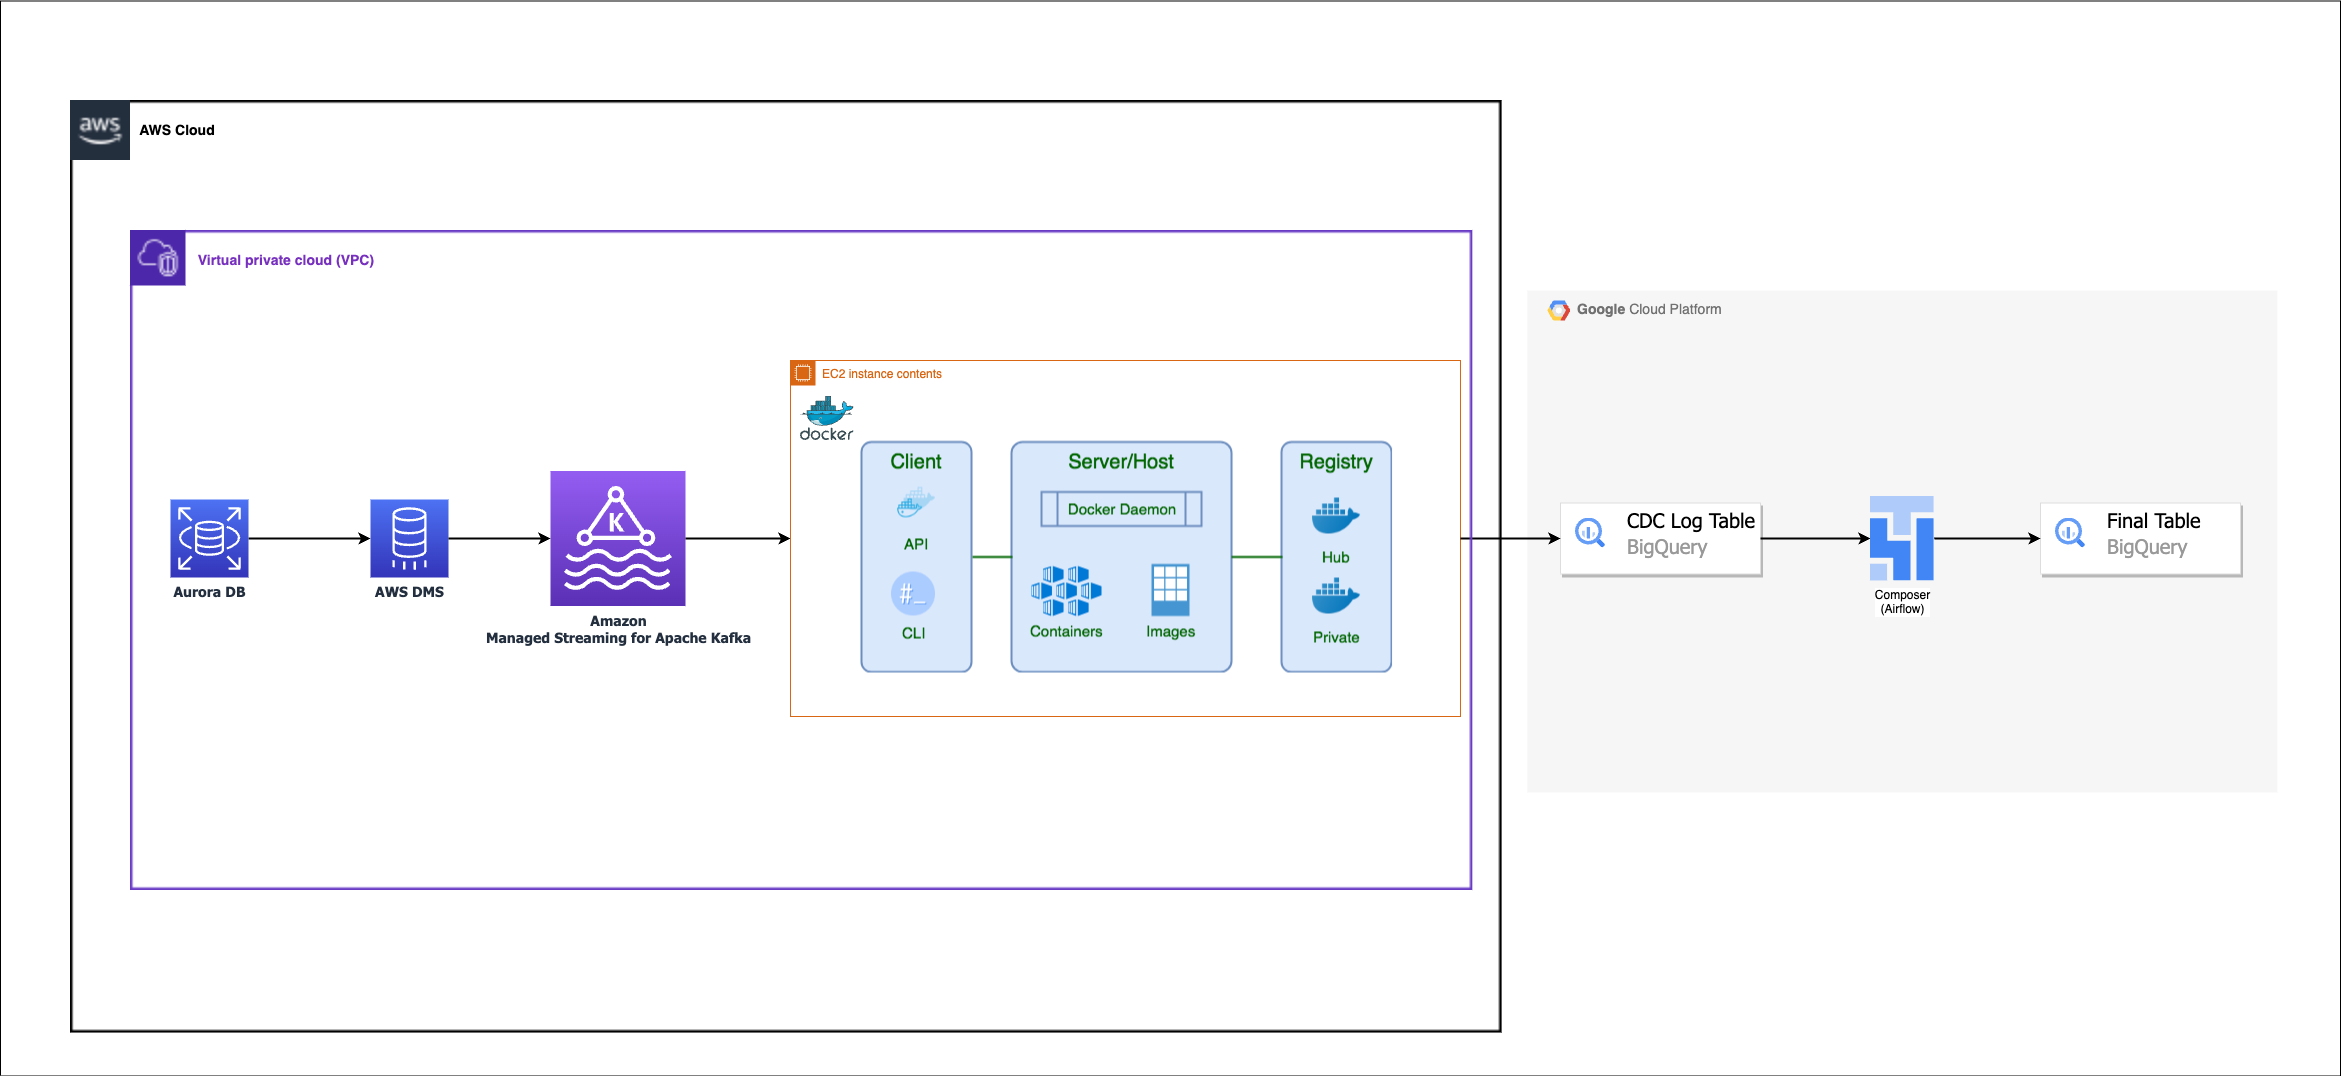 aws
AWS Cloud
Virtual private cloud (VPC)
Google Cloud Platform
EC2 instance contents
docker
Client
Server/Host
Registry
Docker Daemon
API
Hub
#_
CLI
Containers
Images
Private
K
Aurora DB
AWS DMS
Amazon
Managed Streaming for Apache Kafka
CDC Log Table
BigQuery
Composer
(Airflow)
Final Table
BigQuery